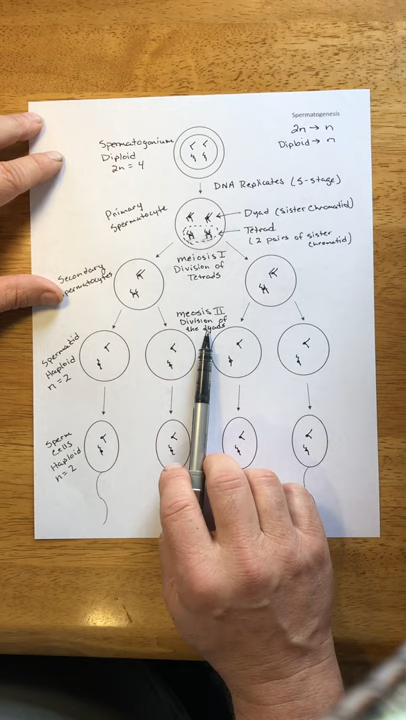 Spermatogenesis
2n → n
Diploid → n
Spermatogonium
Diploid
2n = 4
DNA Replicates (S-stage)
Primary
Spermatocyte
Dyad (sister chromatid)
Tetrad
(2 pairs of sister
chromatid)
meiosis I
Division of
Tetrads
Secondary
Spermatocytes
meosis II
Division of
the dyads
Spermatid
Haploid
n = 2
Sperm
Cells
Haploid
n = 2